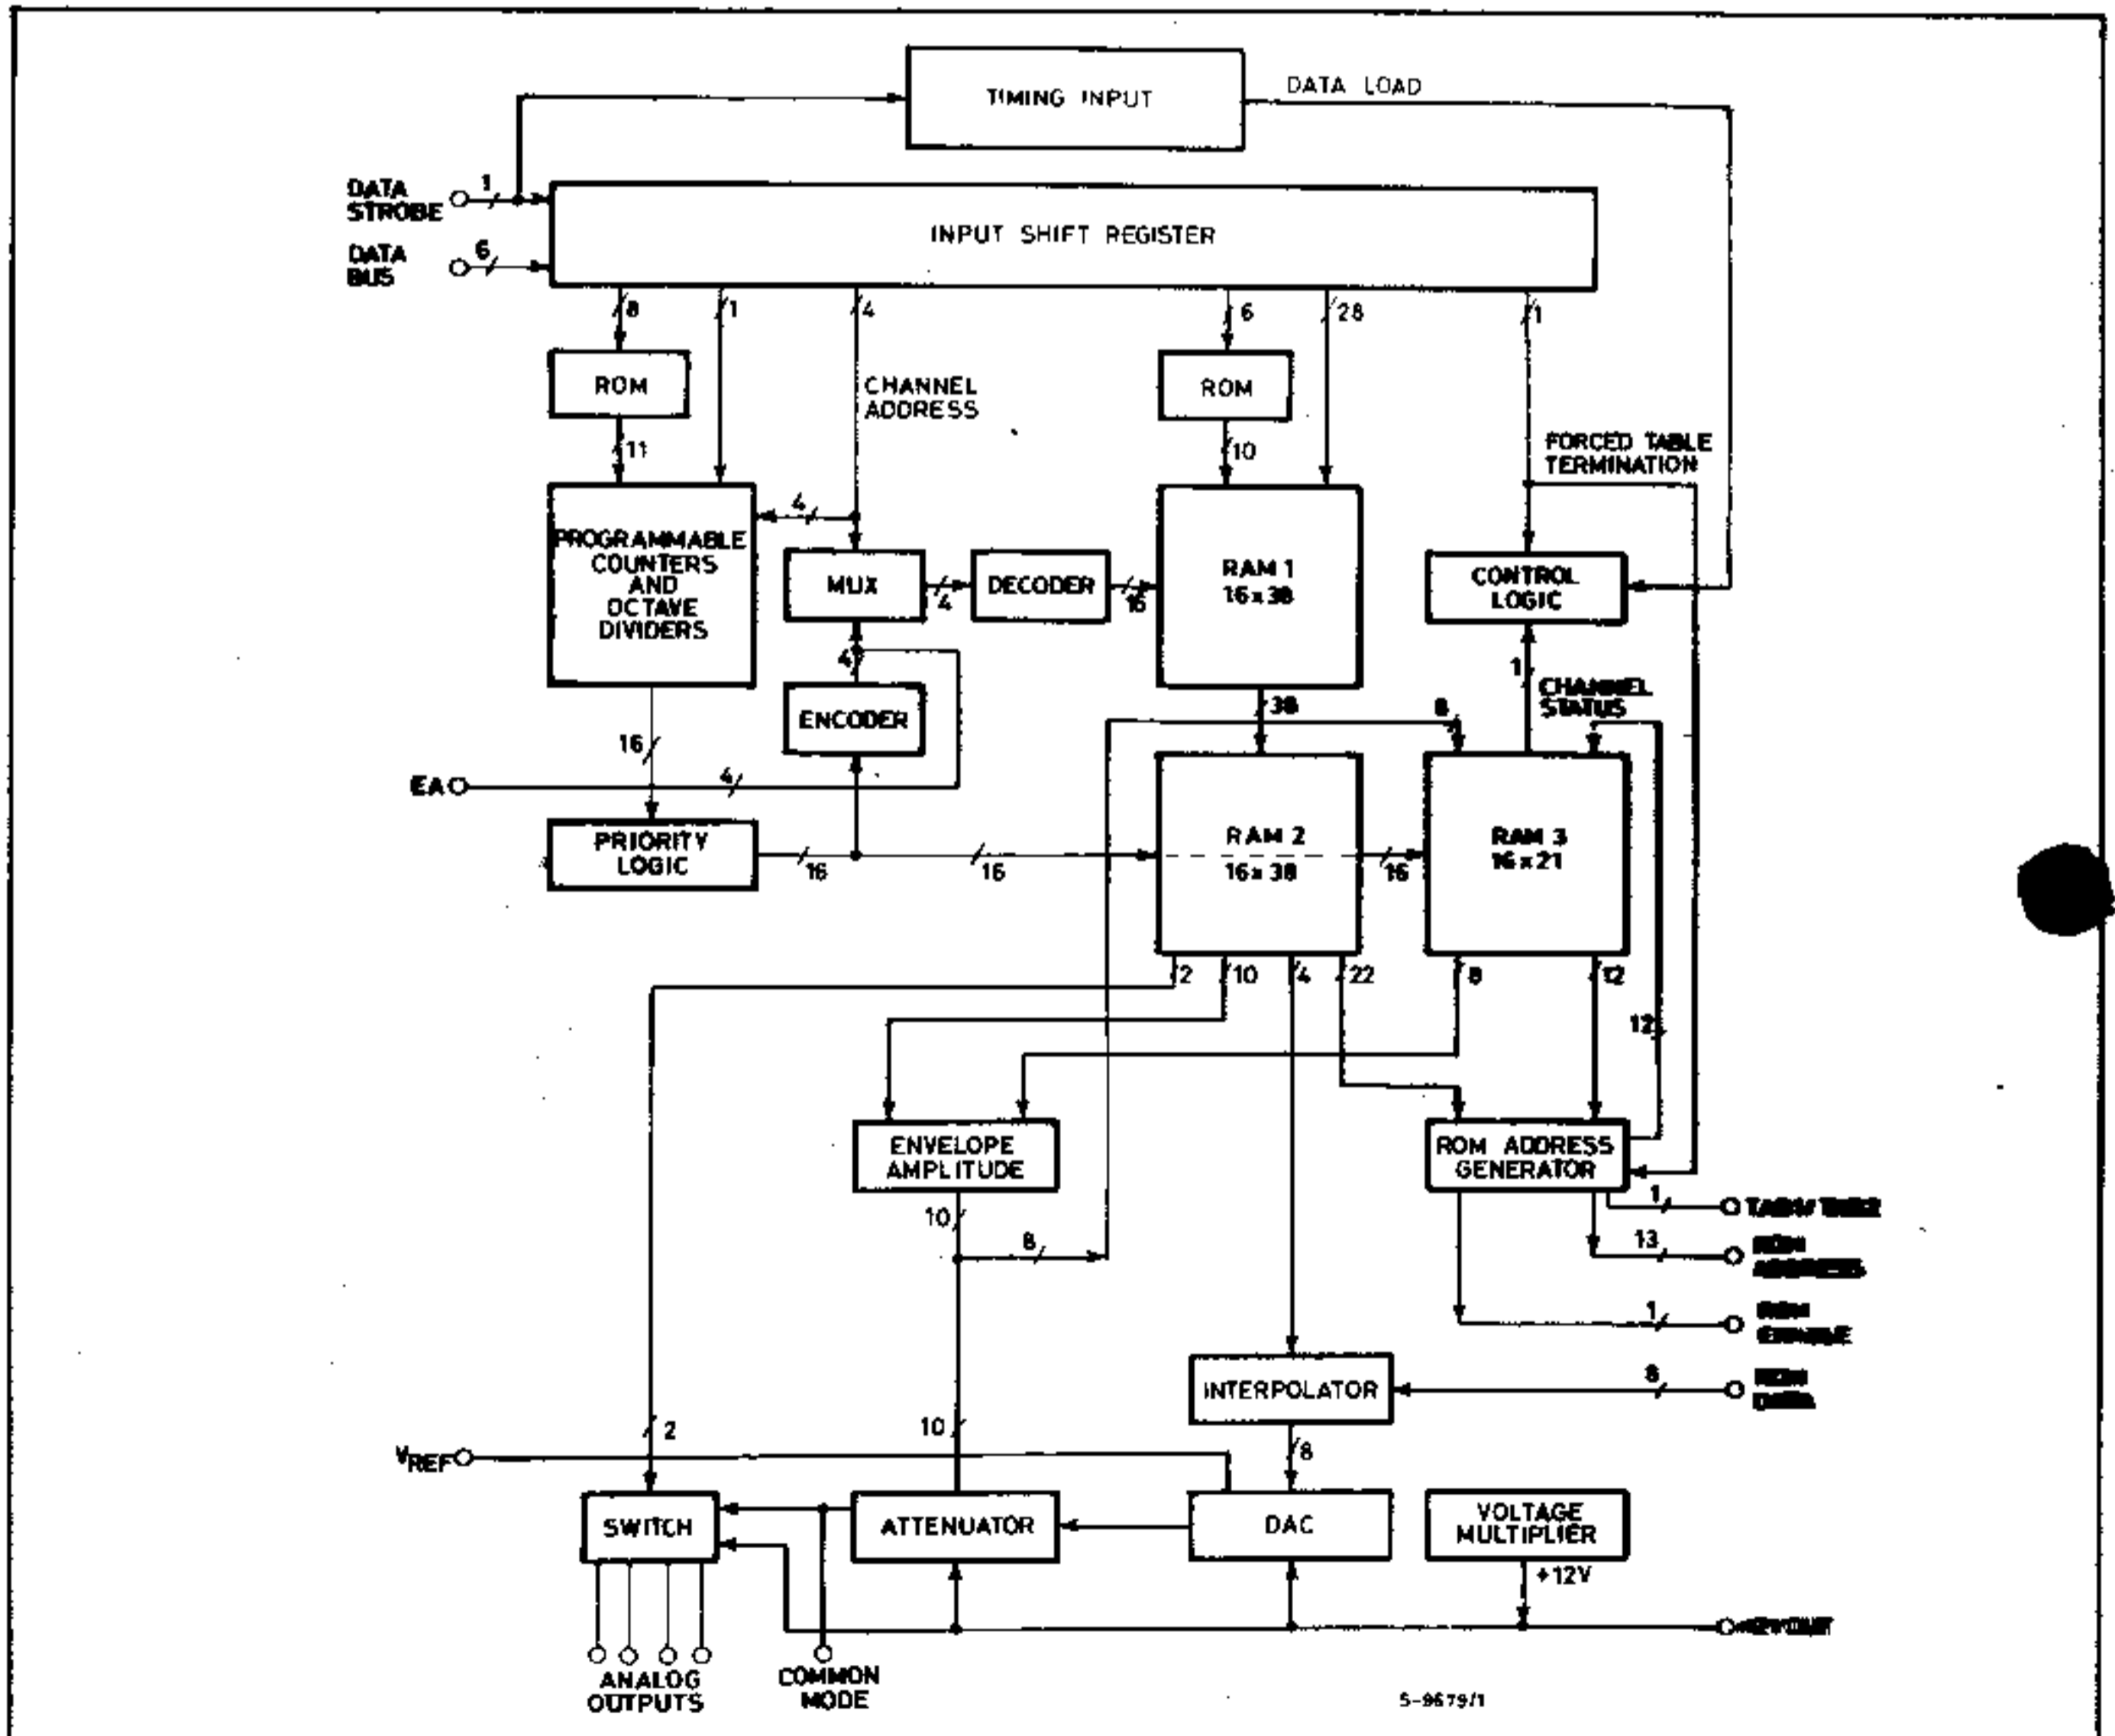 TIMING INPUT
DATA LOAD
DATA
STROBE
1
INPUT SHIFT REGISTER
DATA
BUS
6
8
1
4
6
28
1
ROM
CHANNEL
ADDRESS
ROM
11
10
FORCED TABLE
TERMINATION
4
PROGRAMMABLE
COUNTERS
AND
OCTAVE
DIVIDERS
MUX
4
DECODER
16
RAM 1
16x38
CONTROL
LOGIC
4
1
ENCODER
38
8
CHANNEL
STATUS
16
EA
4
PRIORITY
LOGIC
16
16
RAM 2
16x38
16
RAM 3
16x21
2
10
4
22
8
12
12
ENVELOPE
AMPLITUDE
ROM ADDRESS
GENERATOR
10
1
8
13
ADDRESS
1
INTERPOLATOR
8
2
10
8
VREF
SWITCH
ATTENUATOR
DAC
VOLTAGE
MULTIPLIER
+12V
ANALOG
OUTPUTS
COMMON
MODE
5-9679/1